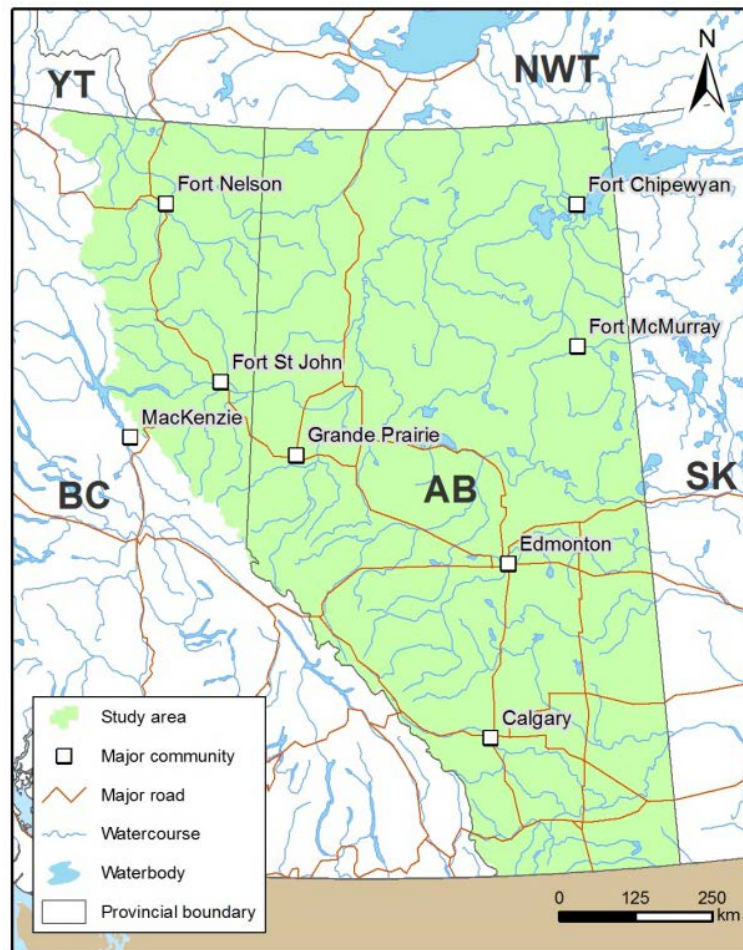 N
YT
NWT
Fort Nelson
Fort Chipewyan
Fort McMurray
Fort St John
MacKenzie
Grande Prairie
BC
AB
SK
Edmonton
Calgary
Study area
Major community
Major road
Watercourse
Waterbody
Provincial boundary
0 125 250
km